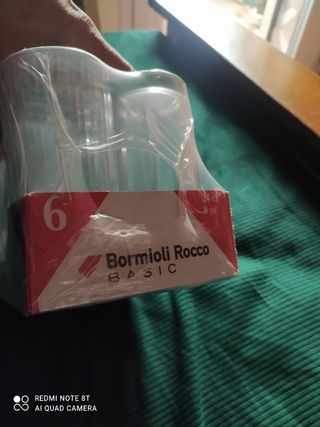 6
Bormioli Rocco
BASIC
REDMI NOTE 8T
AI QUAD CAMERA